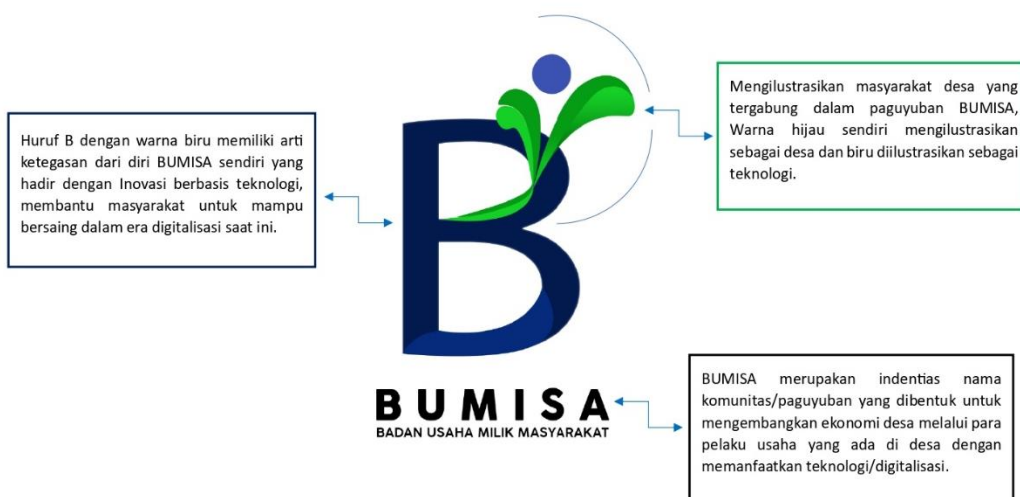 Huruf B dengan warna biru memiliki arti
ketegasan dari diri BUMISA sendiri yang
hadir dengan Inovasi berbasis teknologi,
membantu masyarakat untuk mampu
bersaing dalam era digitalisasi saat ini.
Mengilustrasikan masyarakat desa yang
tergabung dalam paguyuban BUMISA,
Warna hijau sendiri mengilustrasikan
sebagai desa dan biru diilustrasikan sebagai
teknologi.
B
BUMISA
BADAN USAHA MILIK MASYARAKAT
BUMISA merupakan indentias nama
komunitas/paguyuban yang dibentuk untuk
mengembangkan ekonomi desa melalui para
pelaku usaha yang ada di desa dengan
memanfaatkan teknologi/digitalisasi.